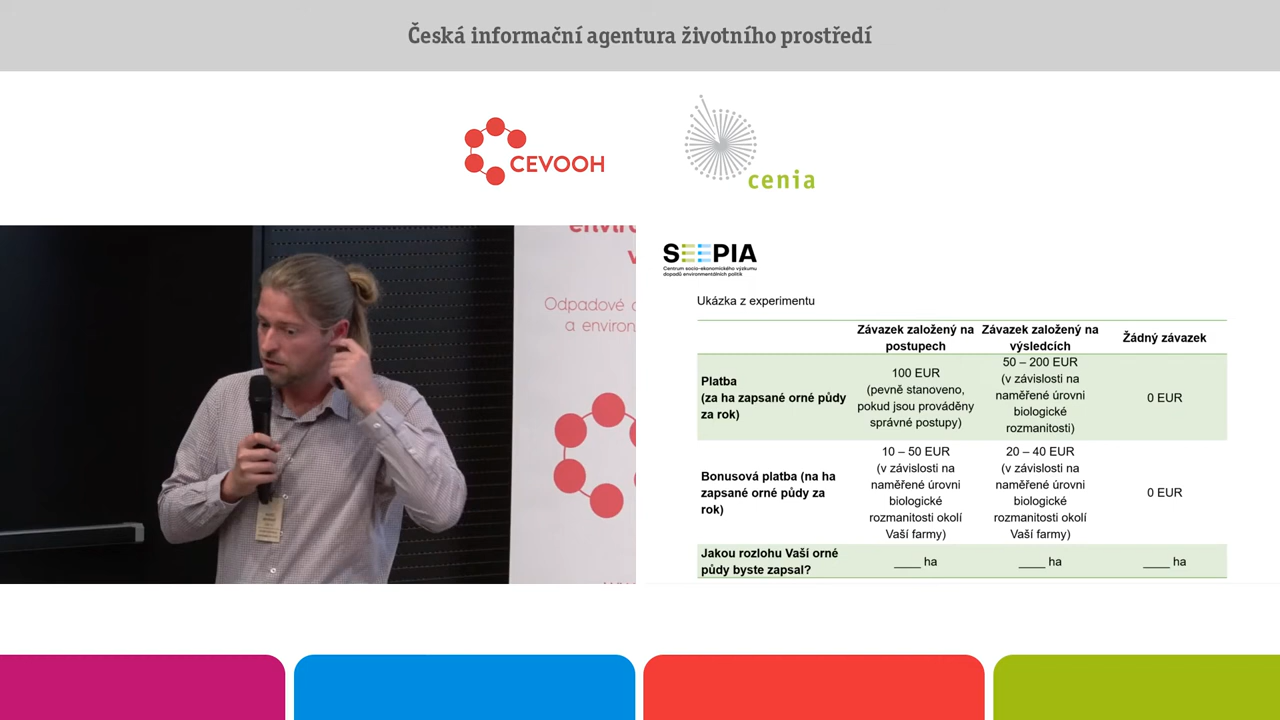 Česká informační agentura životního prostředí
CEVOOH
cenia
Odpadové
a environ
SEEPIA
Centrum socio-ekonomického výzkumu
dopadů environmentálních politik
Ukázka z experimentu
Závazek založený na postupech
Závazek založený na výsledcích
Žádný závazek
Platba
(za ha zapsané orné půdy
za rok)
100 EUR
(pevně stanoveno,
pokud jsou prováděny
správné postupy)
50 – 200 EUR
(v závislosti na
naměřené úrovni
biologické
rozmanitosti)
0 EUR
Bonusová platba (na ha
zapsané orné půdy za
rok)
10 – 50 EUR
(v závislosti na
naměřené úrovni
biologické
rozmanitosti okolí
Vaší farmy)
20 – 40 EUR
(v závislosti na
naměřené úrovni
biologické
rozmanitosti okolí
Vaší farmy)
0 EUR
Jakou rozlohu Vaší orné
půdy byste zapsal?
____ ha
____ ha
____ ha